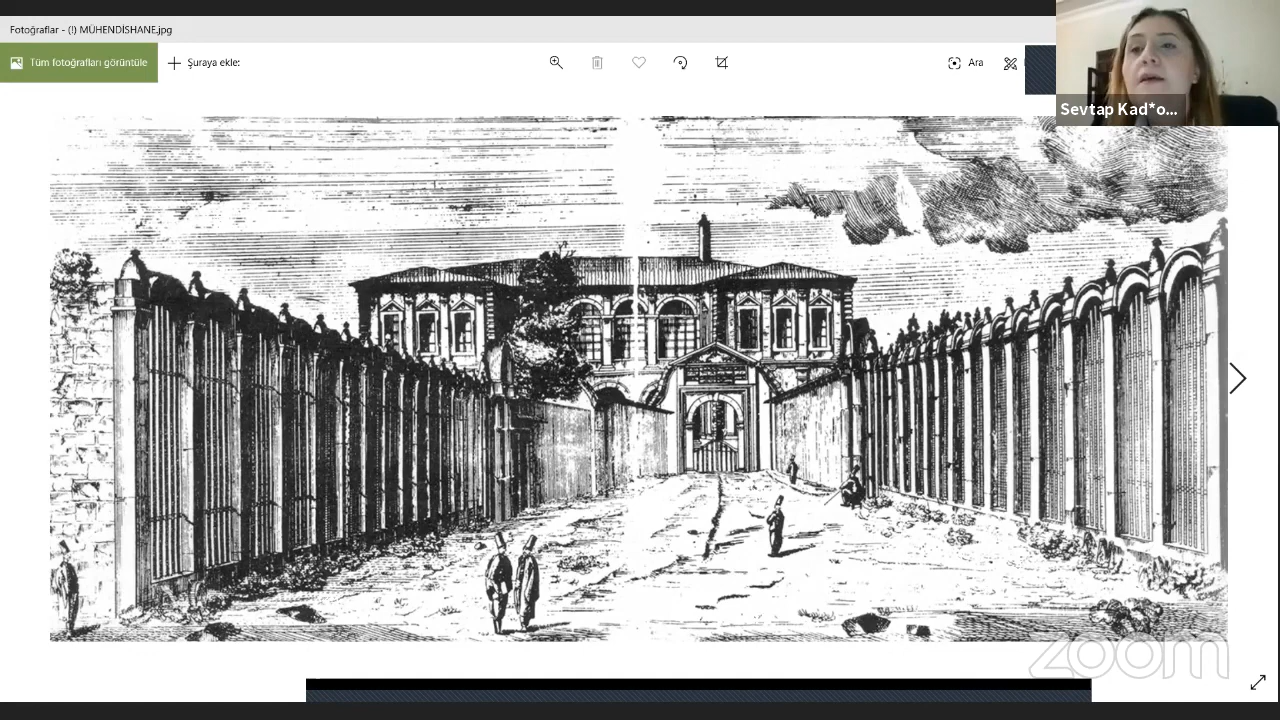 Fotoğraflar - (!) MÜHENDİSHANE.jpg
Tüm fotoğrafları görüntüle
Şuraya ekle:
Ara
Sevtap Kad*o...
zoom